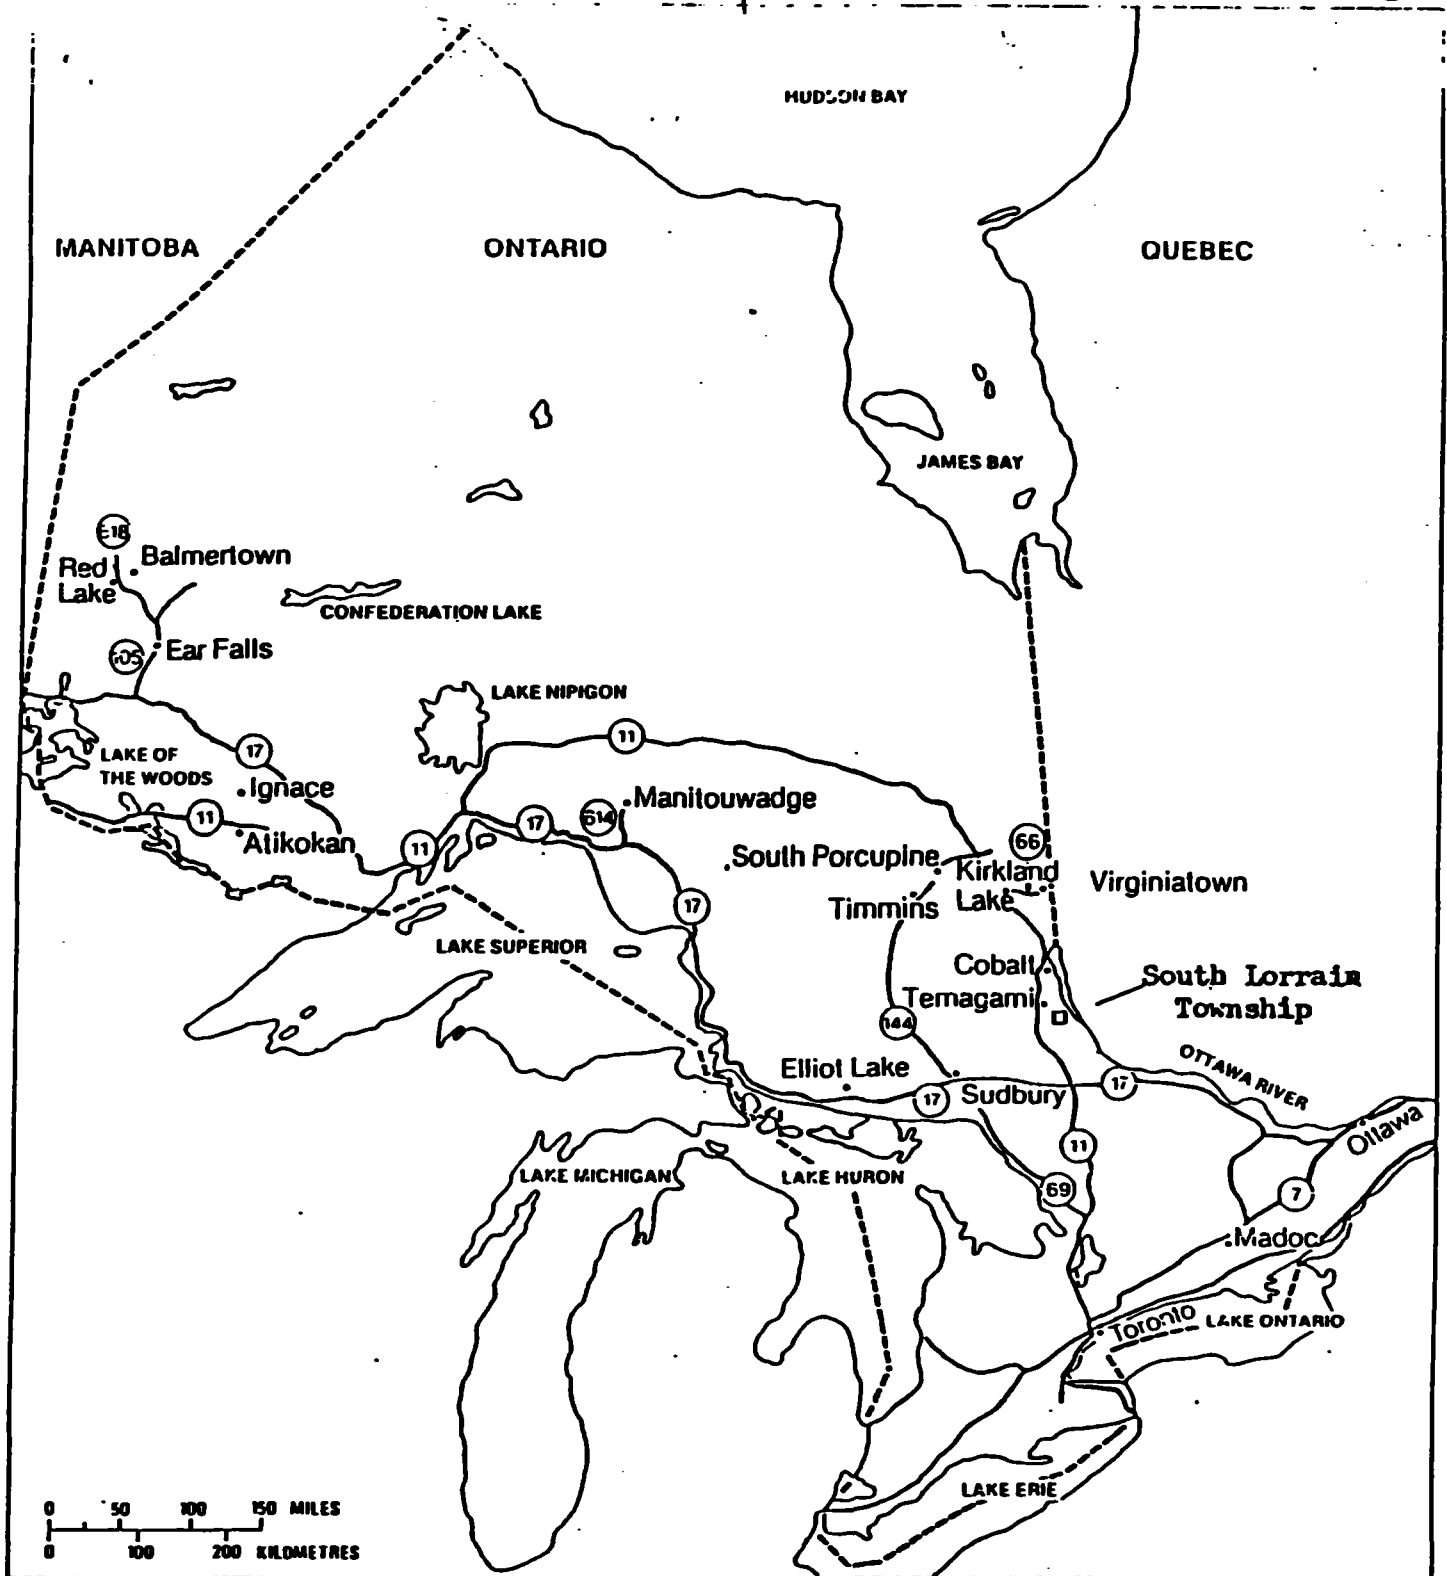 HUDSON BAY
MANITOBA
ONTARIO
QUEBEC
JAMES BAY
Balmertown
Red
Lake
CONFEDERATION LAKE
105
Ear Falls
LAKE NIPIGON
11
17
LAKE OF
THE WOODS
Ignace
11
Atikokan
11
17
614
Manitouwadge
66
South Porcupine
Kirkland
Lake
Virginiatown
Timmins
17
LAKE SUPERIOR
Cobalt
Temagami
South Lorrain
Township
144
Elliot Lake
OTTAWA RIVER
17
Sudbury
17
Ottawa
11
LAKE MICHIGAN
LAKE HURON
69
7
Madoc
Toronto
LAKE ONTARIO
LAKE ERIE
0 50 100 150 MILES
0 100 200 KILOMETRES